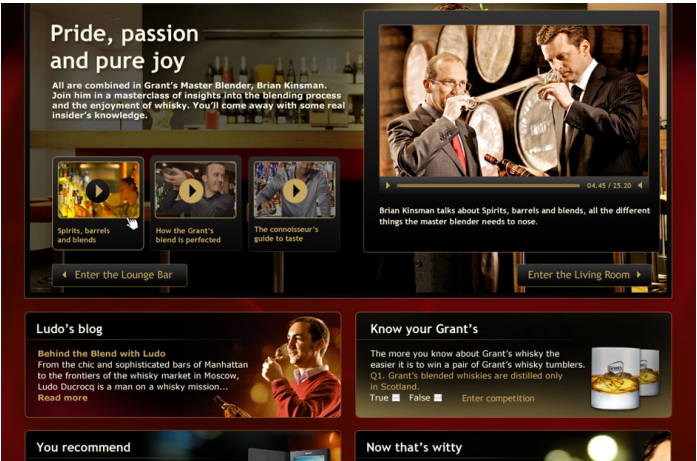 Pride, passion
and pure joy
All are combined in Grant's Master Blender, Brian Kinsman.
Join him in a masterclass of insights into the blending process
and the enjoyment of whisky. You'll come away with some real
insider's knowledge.
Spirits, barrels
and blends
How the Grant's
blend is perfected
The connoisseur's
guide to taste
04.45 / 25.20
Brian Kinsman talks about Spirits, barrels and blends, all the different
things the master blender needs to nose.
Enter the Lounge Bar
Enter the Living Room
Ludo's blog
Behind the Blend with Ludo
From the chic and sophisticated bars of Manhattan
to the frontiers of the whisky market in Moscow,
Ludo Ducrocq is a man on a whisky mission...
Read more
Know your Grant's
The more you know about Grant's whisky the
easier it is to win a pair of Grant's whisky tumblers.
Q1. Grant's blended whiskies are distilled only
in Scotland.
True False Enter competition
You recommend
Now that's witty